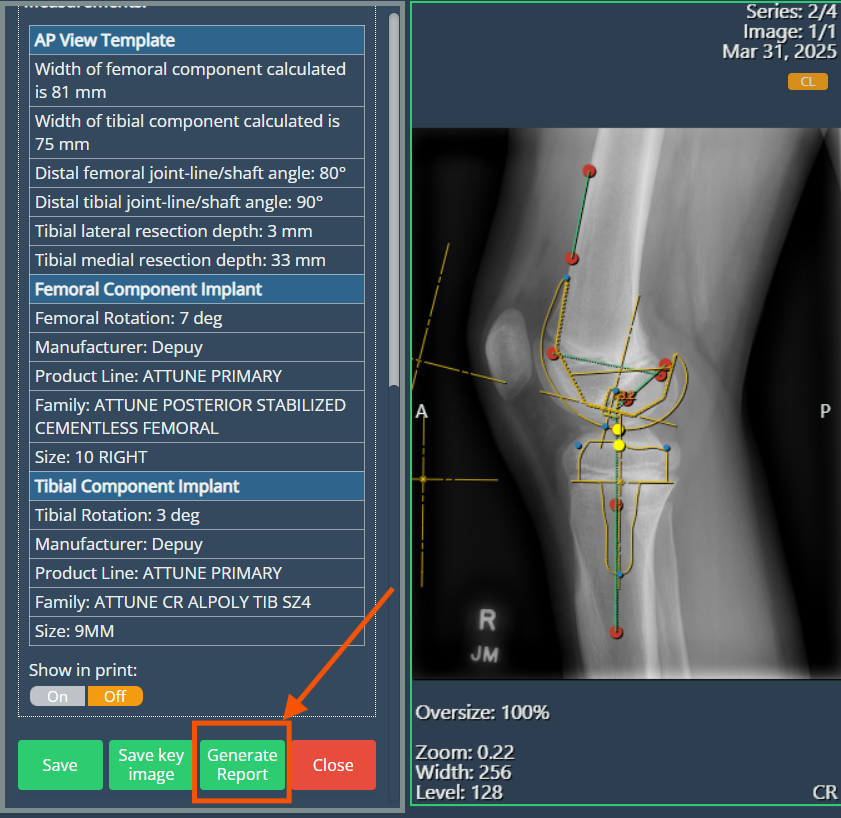 Measurements:
AP View Template
Width of femoral component calculated
is 81 mm
Width of tibial component calculated is
75 mm
Distal femoral joint-line/shaft angle: 80°
Distal tibial joint-line/shaft angle: 90°
Tibial lateral resection depth: 3 mm
Tibial medial resection depth: 33 mm
Femoral Component Implant
Femoral Rotation: 7 deg
Manufacturer: Depuy
Product Line: ATTUNE PRIMARY
Family: ATTUNE POSTERIOR STABILIZED
CEMENTLESS FEMORAL
Size: 10 RIGHT
Tibial Component Implant
Tibial Rotation: 3 deg
Manufacturer: Depuy
Product Line: ATTUNE PRIMARY
Family: ATTUNE CR ALPOLY TIB SZ4
Size: 9MM
Show in print:
On Off
Save
Save key
image
Generate
Report
Close
Series: 2/4
Image: 1/1
Mar 31, 2025
CL
A
P
R
JM
Oversize: 100%
Zoom: 0.22
Width: 256
Level: 128
CR